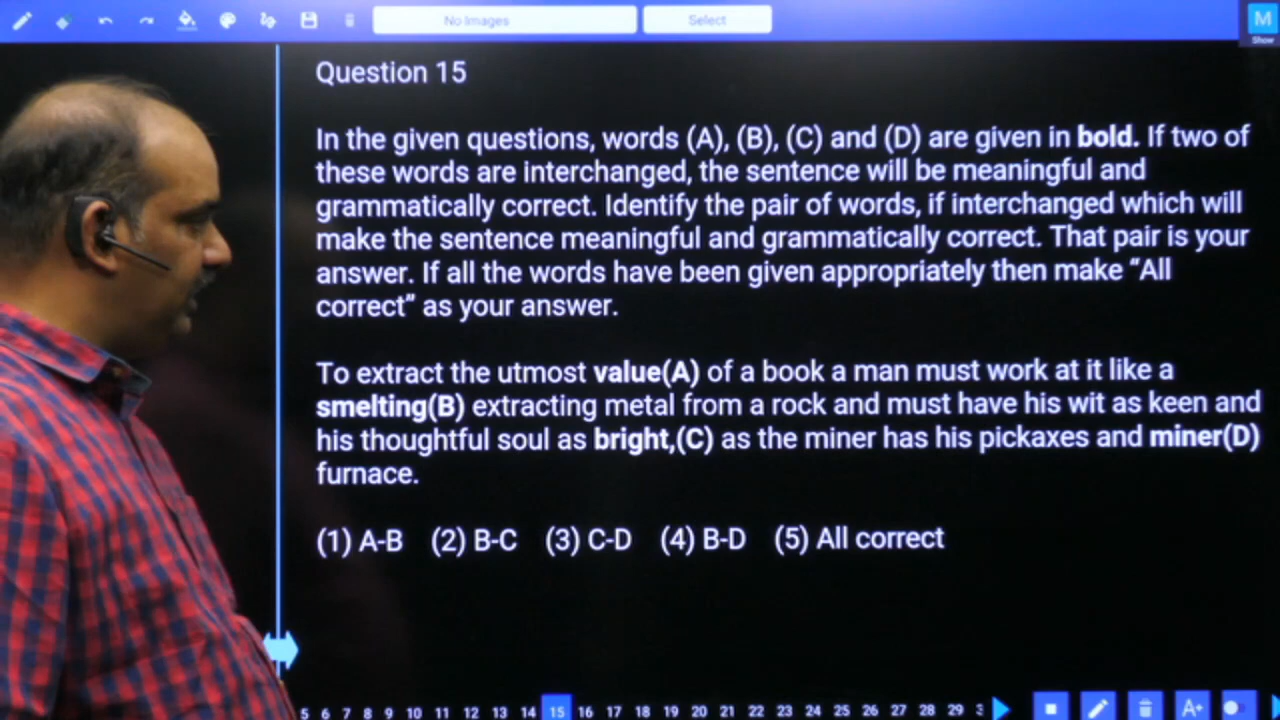 No Images
Select
M
Show
Question 15
In the given questions, words (A), (B), (C) and (D) are given in bold. If two of
these words are interchanged, the sentence will be meaningful and
grammatically correct. Identify the pair of words, if interchanged which will
make the sentence meaningful and grammatically correct. That pair is your
answer. If all the words have been given appropriately then make “All
correct” as your answer.
To extract the utmost value(A) of a book a man must work at it like a
smelting(B) extracting metal from a rock and must have his wit as keen and
his thoughtful soul as bright,(C) as the miner has his pickaxes and miner(D)
furnace.
(1) A-B (2) B-C (3) C-D (4) B-D (5) All correct
5 6 7 8 9 10 11 12 13 14 15 16 17 18 19 20 21 22 23 24 25 26 27 28 29
A+